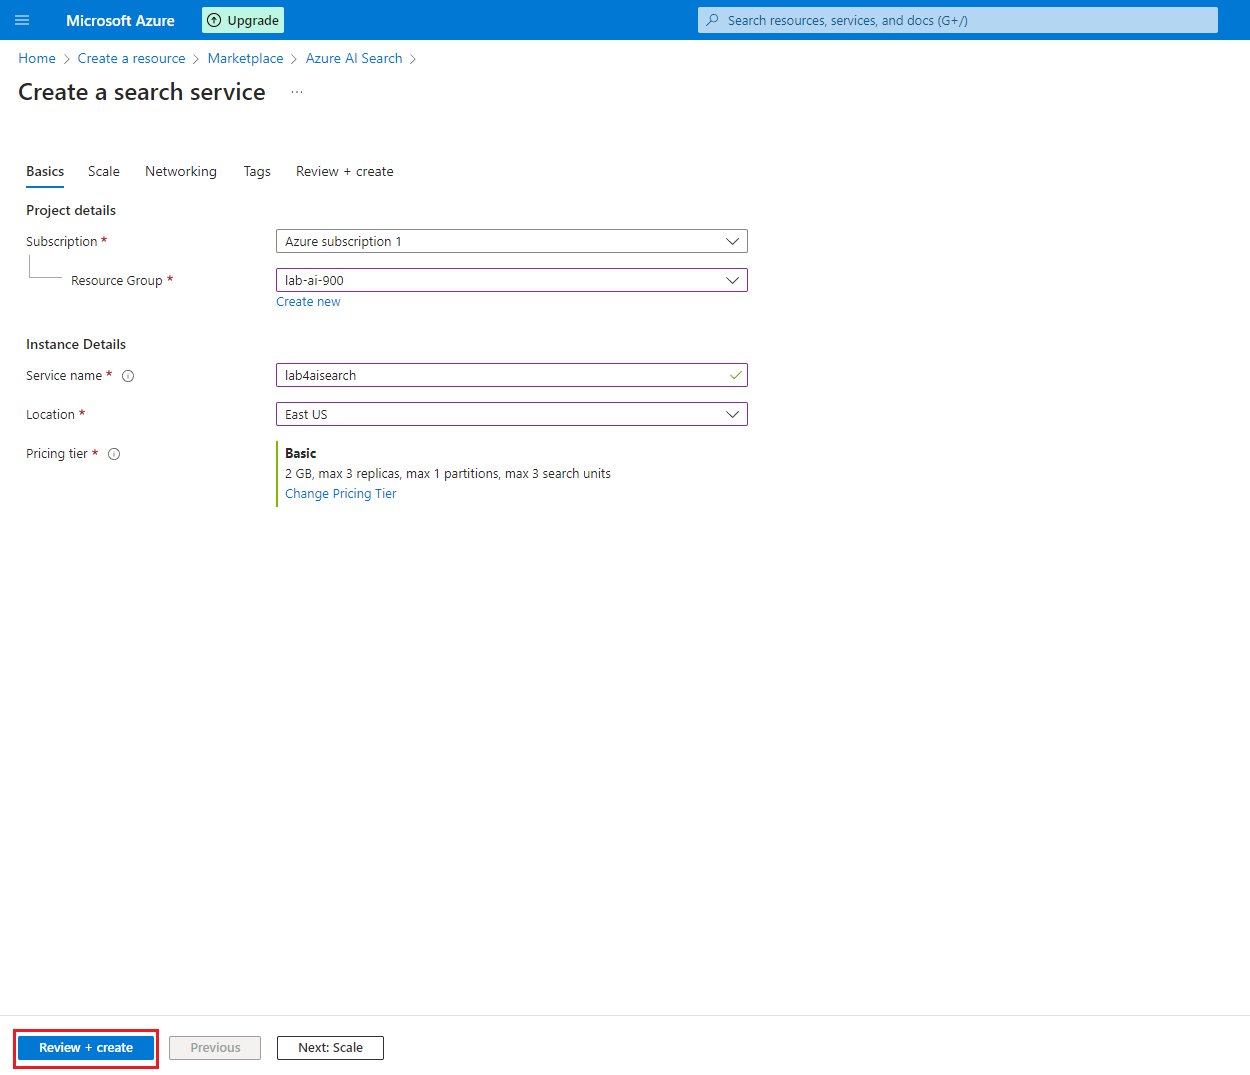 Microsoft Azure Upgrade Search resources, services, and docs (G+/)
Home > Create a resource > Marketplace > Azure AI Search >
Create a search service ...
Basics Scale Networking Tags Review + create
Project details
Subscription * Azure subscription 1
Resource Group * lab-ai-900
Create new
Instance Details
Service name * lab4aisearch
Location * East US
Pricing tier * Basic
2 GB, max 3 replicas, max 1 partitions, max 3 search units
Change Pricing Tier
Review + create Previous Next: Scale